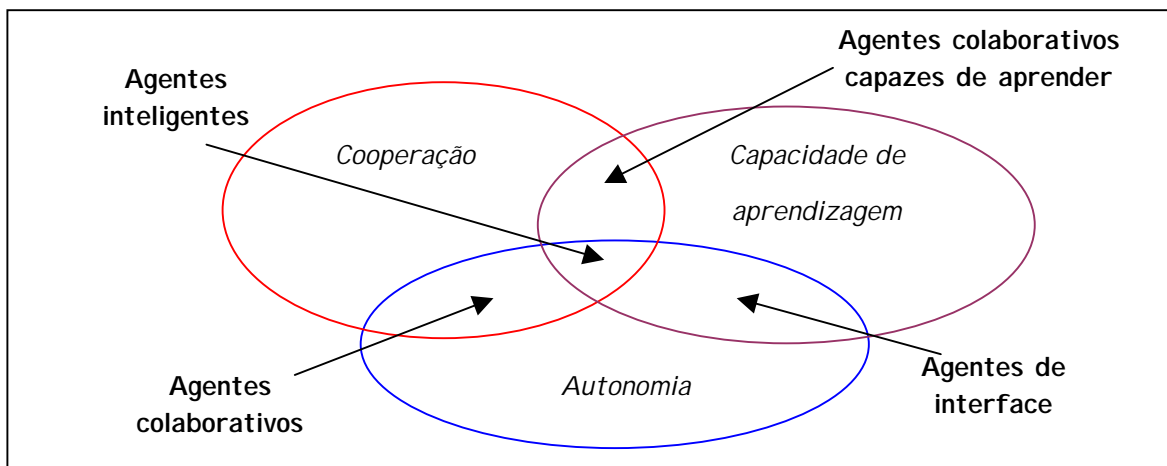 Agentes colaborativos
capazes de aprender
Agentes
inteligentes
Cooperação
Capacidade de
aprendizagem
Agentes
colaborativos
Autonomia
Agentes de
interface